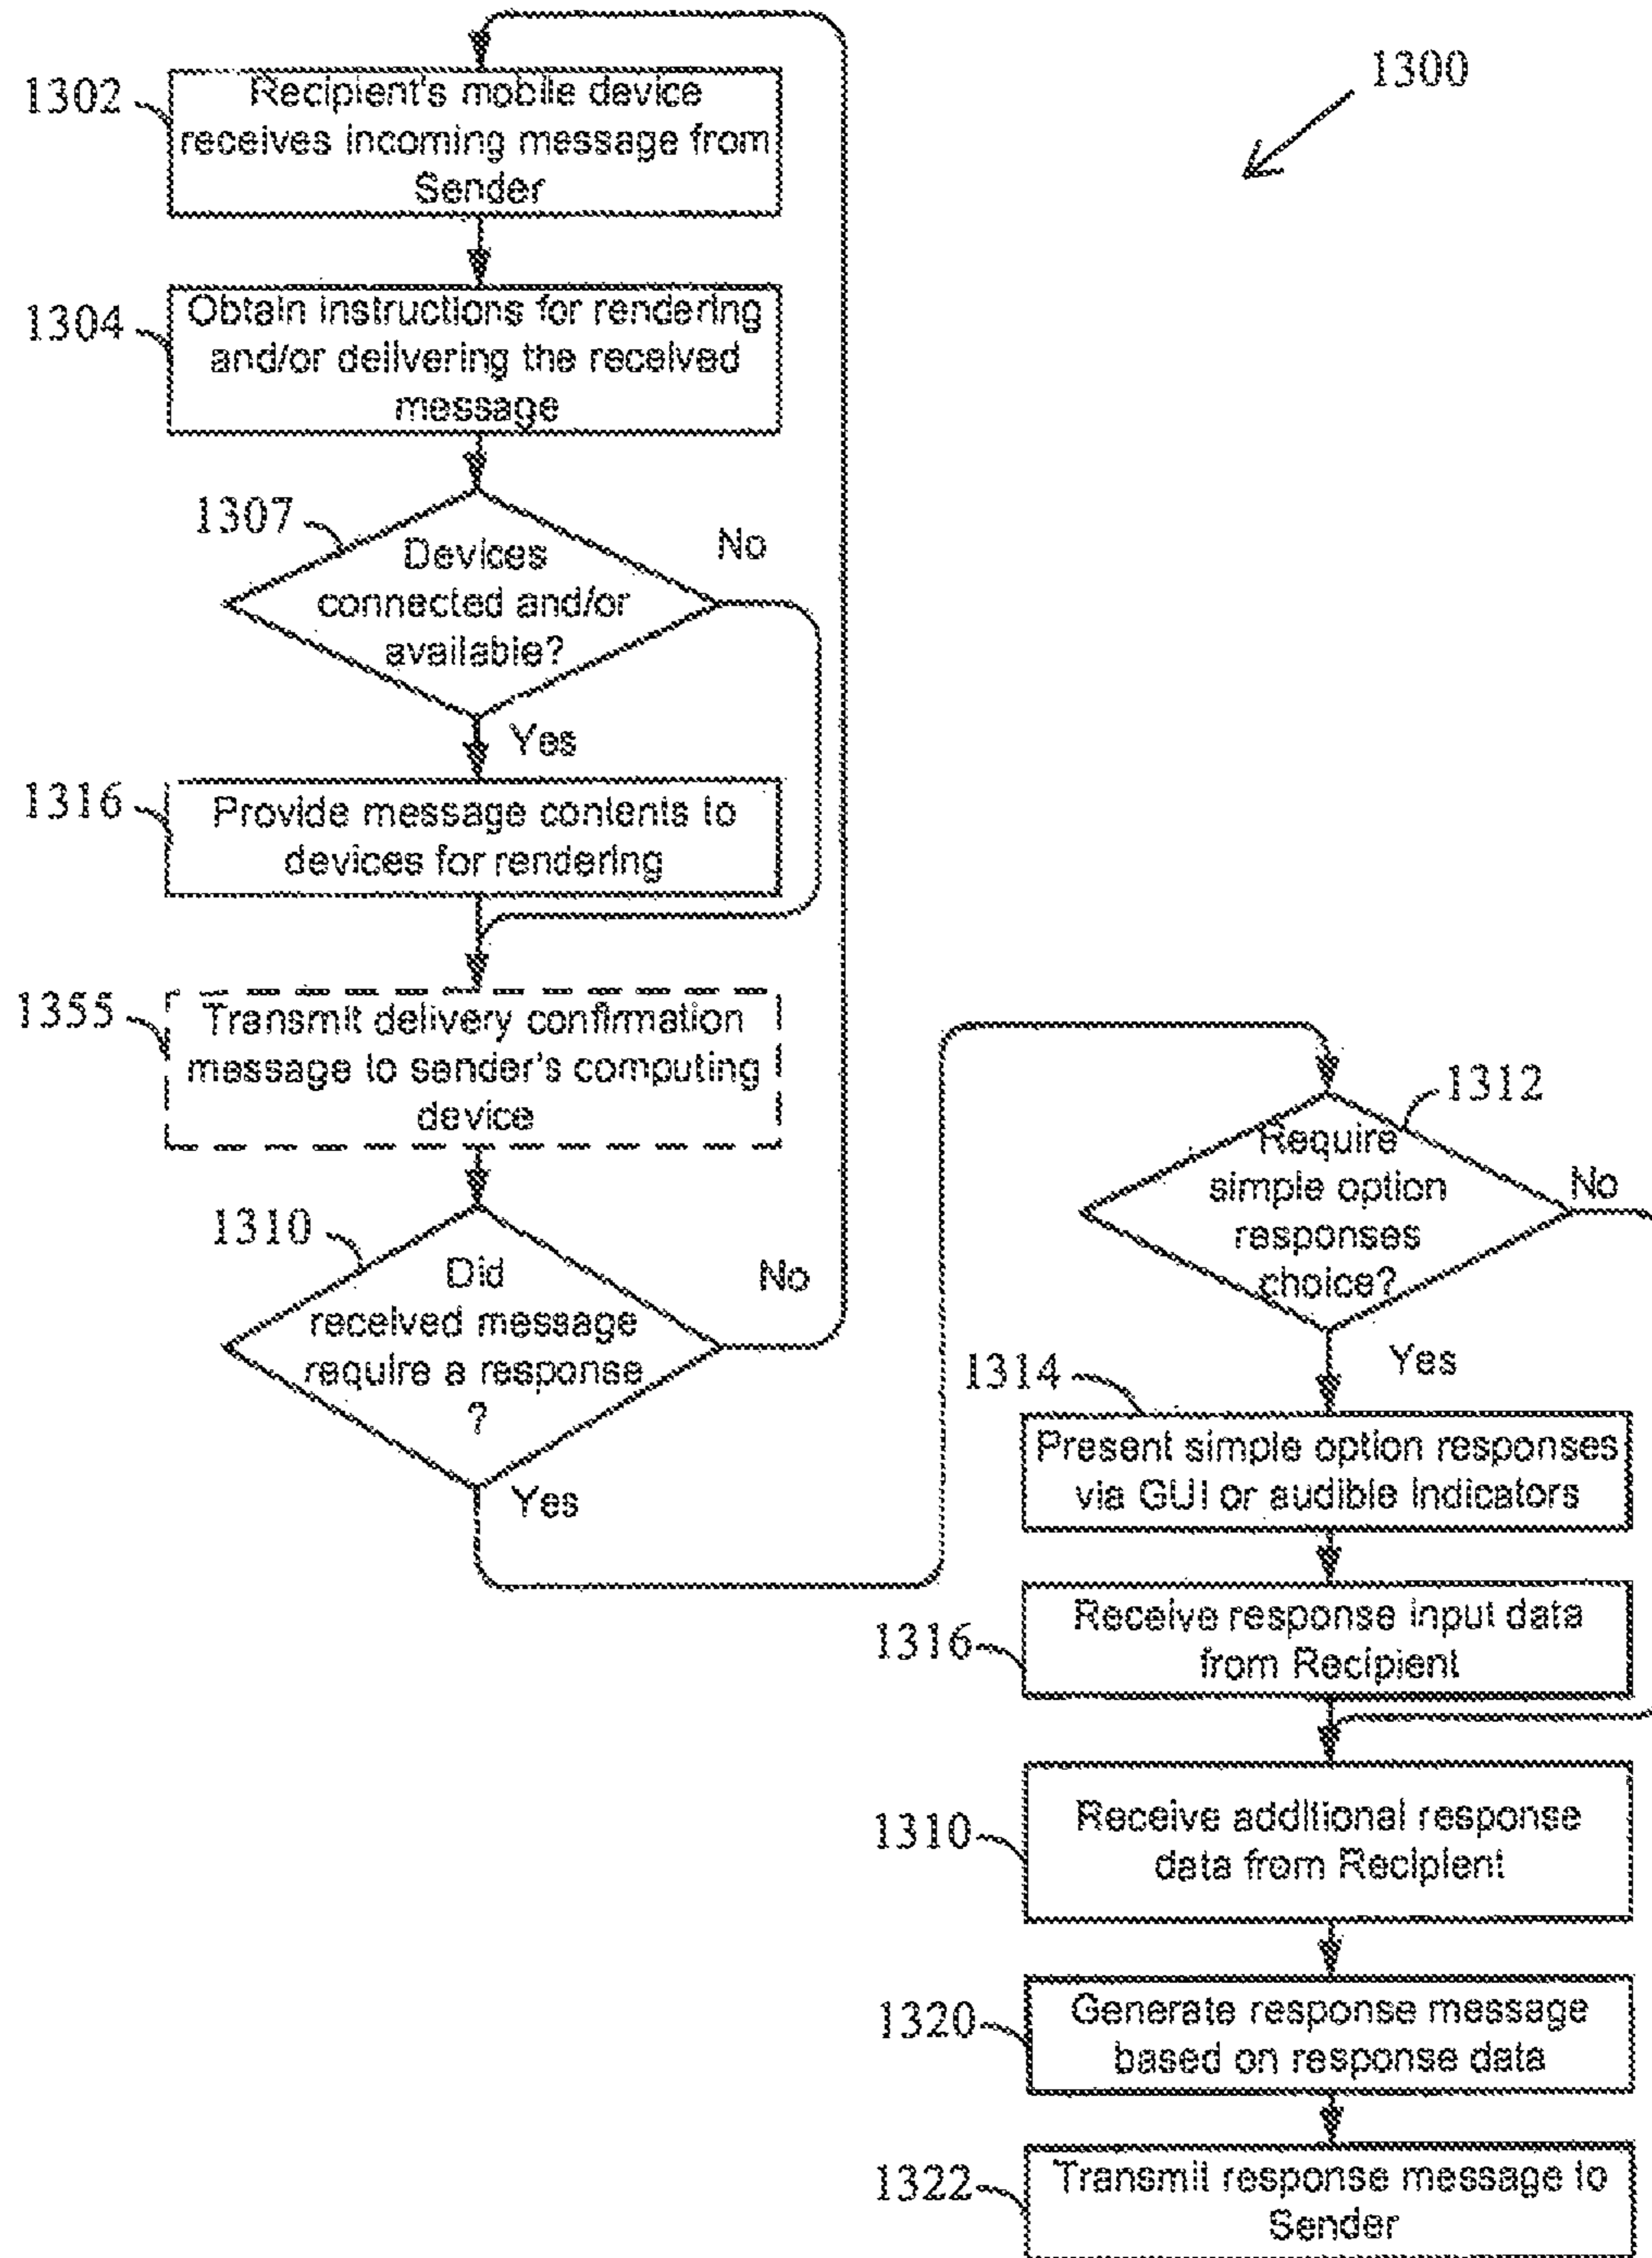 1300
1302
Recipient's mobile device
receives incoming message from
Sender
1304
Obtain instructions for rendering
and/or delivering the received
message
1307
Devices
connected and/or
available?
No
Yes
1316
Provide message contents to
devices for rendering
1355
Transmit delivery confirmation
message to sender's computing
device
1310
Did
received message
require a response
?
No
Yes
1312
Require
simple option
responses
choice?
No
Yes
1314
Present simple option responses
via GUI or audible indicators
1316
Receive response input data
from Recipient
1310
Receive additional response
data from Recipient
1320
Generate response message
based on response data
1322
Transmit response message to
Sender